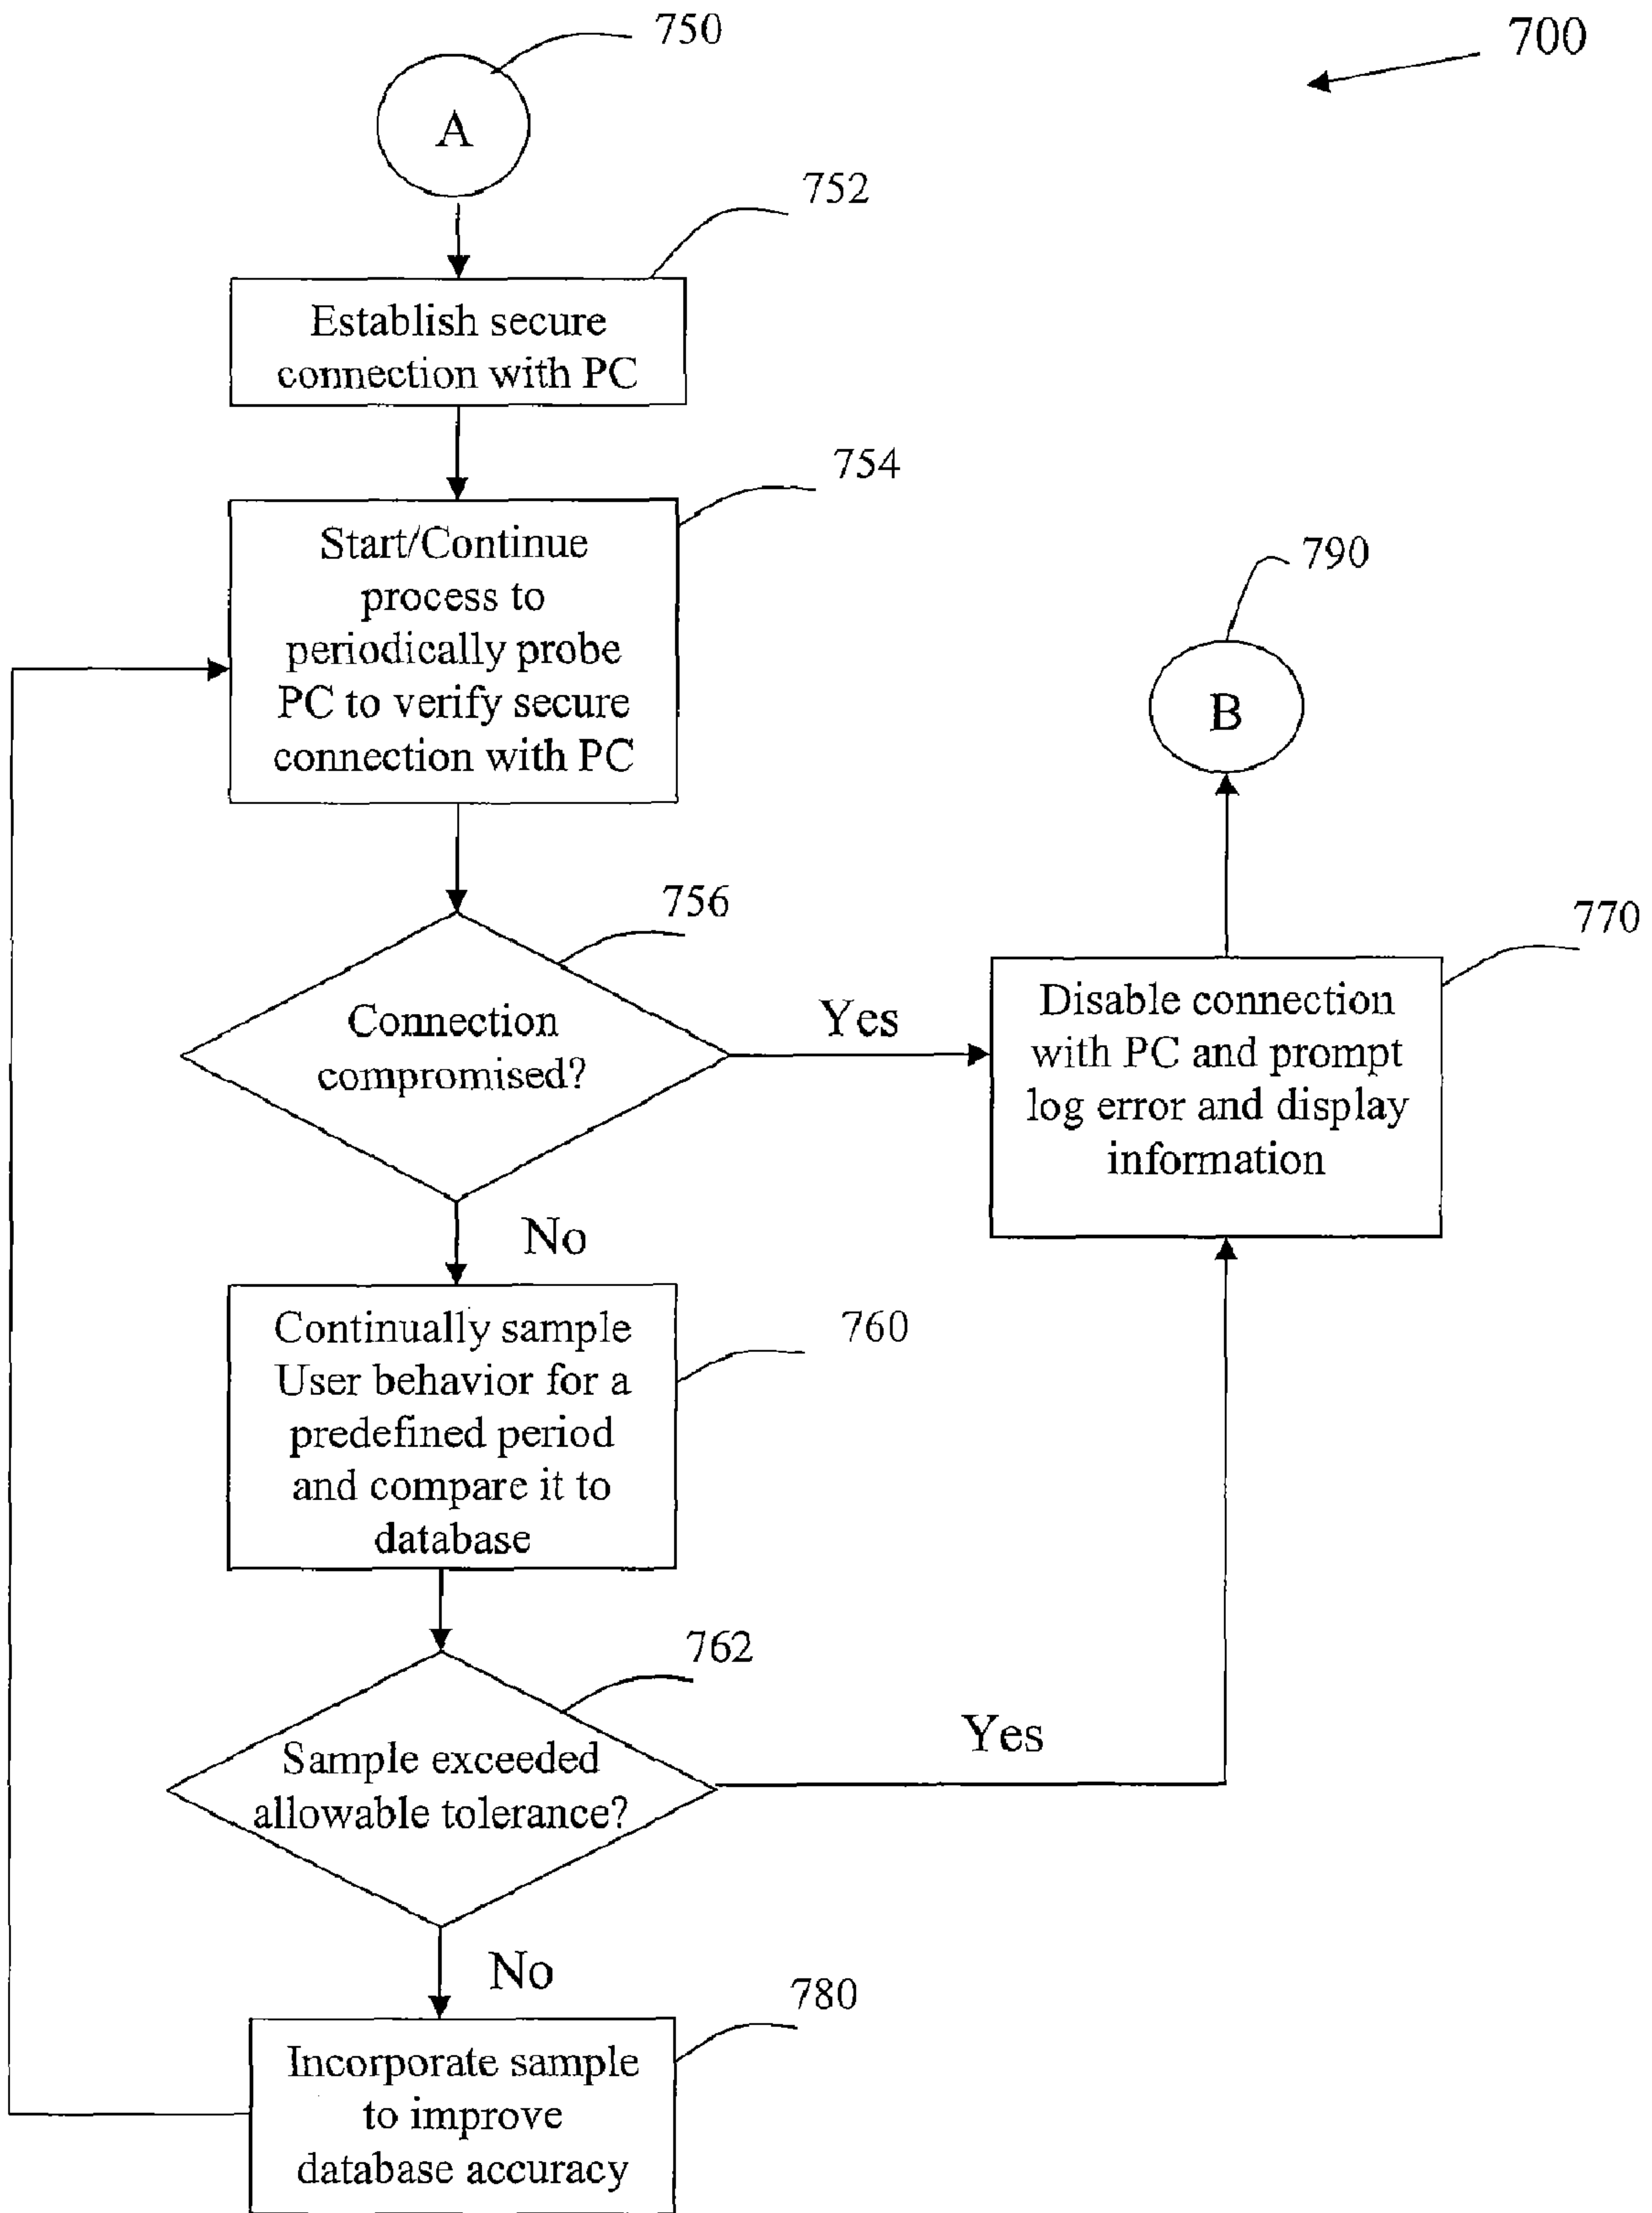 750
700
A
752
Establish secure
connection with PC
754
Start/Continue
process to
periodically probe
PC to verify secure
connection with PC
790
B
756
Connection
compromised?
Yes
770
Disable connection
with PC and prompt
log error and display
information
No
760
Continually sample
User behavior for a
predefined period
and compare it to
database
762
Sample exceeded
allowable tolerance?
Yes
No
780
Incorporate sample
to improve
database accuracy